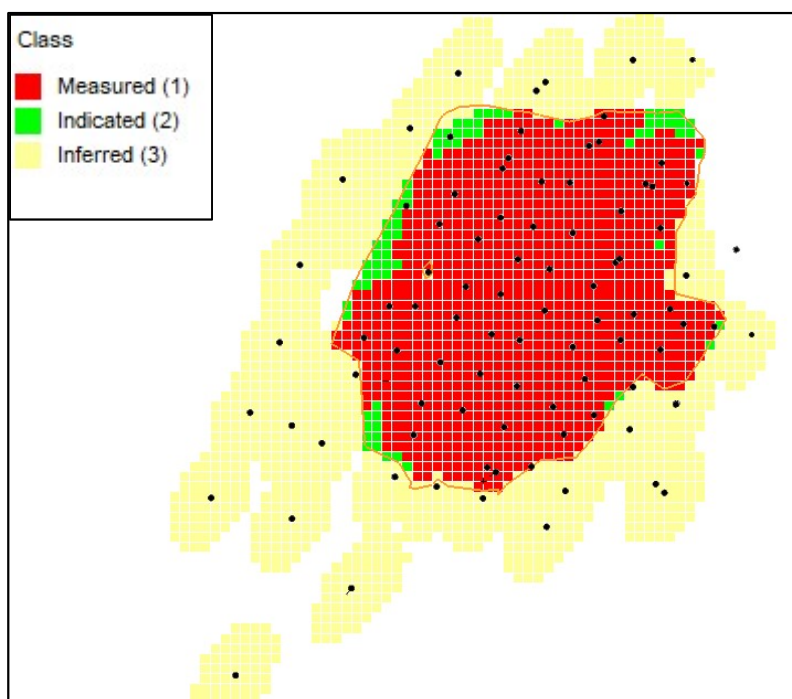 Class
Measured (1)
Indicated (2)
Inferred (3)